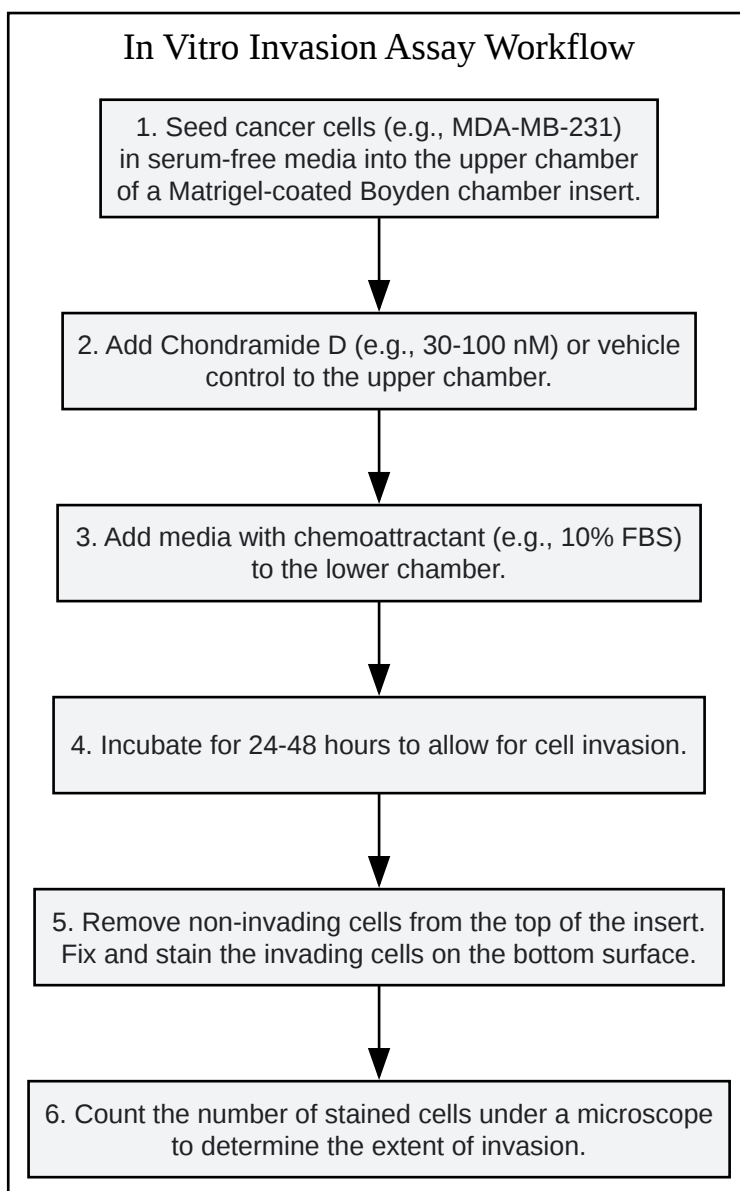 In Vitro Invasion Assay Workflow
1. Seed cancer cells (e.g., MDA-MB-231)
in serum-free media into the upper chamber
of a Matrigel-coated Boyden chamber insert.
2. Add Chondramide D (e.g., 30-100 nM) or vehicle
control to the upper chamber.
3. Add media with chemoattractant (e.g., 10% FBS)
to the lower chamber.
4. Incubate for 24-48 hours to allow for cell invasion.
5. Remove non-invading cells from the top of the insert.
Fix and stain the invading cells on the bottom surface.
6. Count the number of stained cells under a microscope
to determine the extent of invasion.